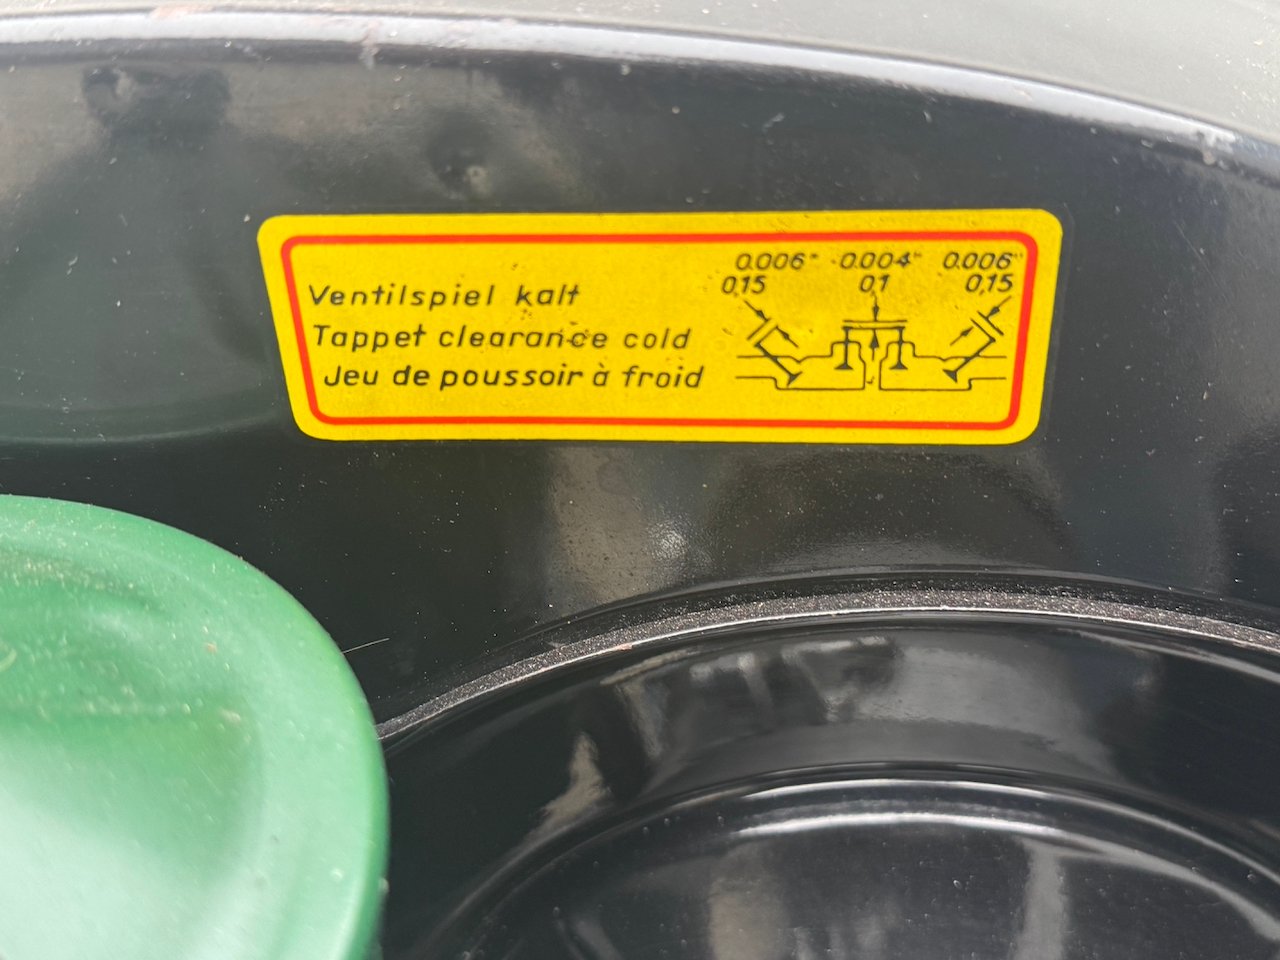 0.006" 0.004" 0.006"
0,15 0,1 0,15
Ventilspiel kalt
Tappet clearance cold
Jeu de poussoir à froid